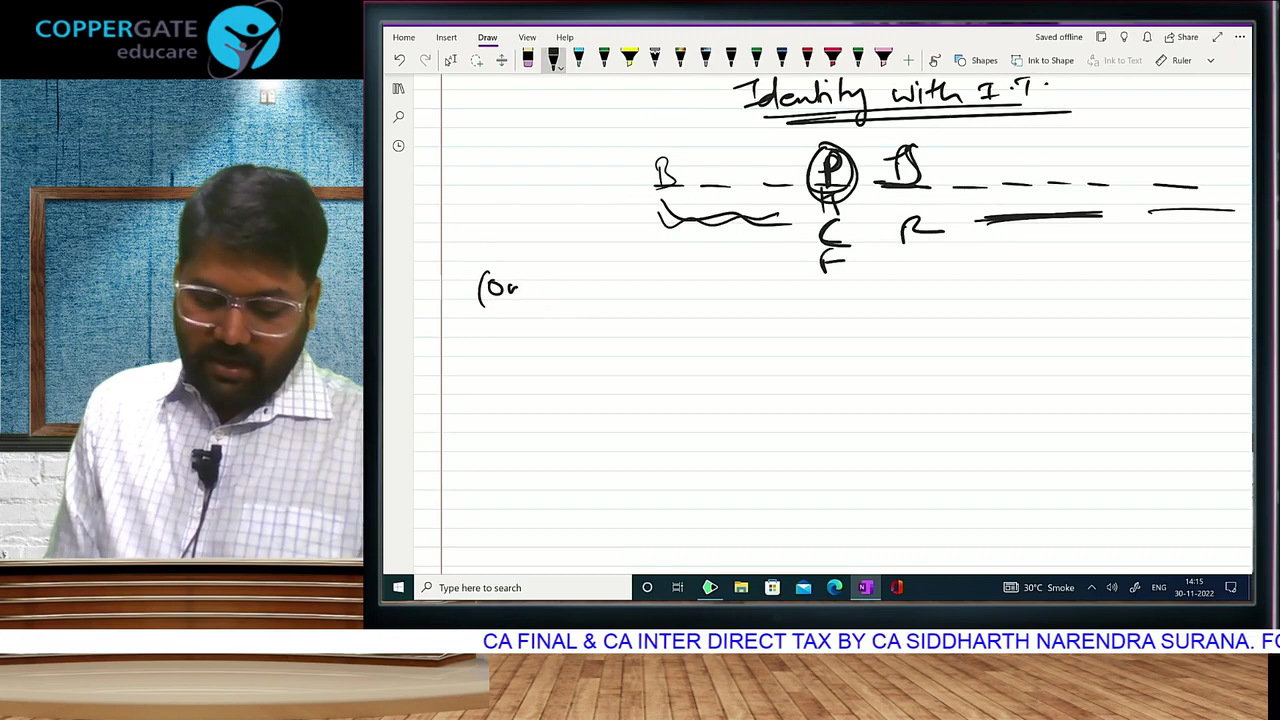 COPPERGATE
educare
Home Insert Draw View Help
Saved offline
Share
Shapes
Ink to Shape
Ink to Text
Ruler
Identity with I.T.
B _ _ P B _ _ _ _ _
H
C R
F
Type here to search
30°C Smoke
ENG
14:15
30-11-2022
CA FINAL & CA INTER DIRECT TAX BY CA SIDDHARTH NARENDRA SURANA. FO